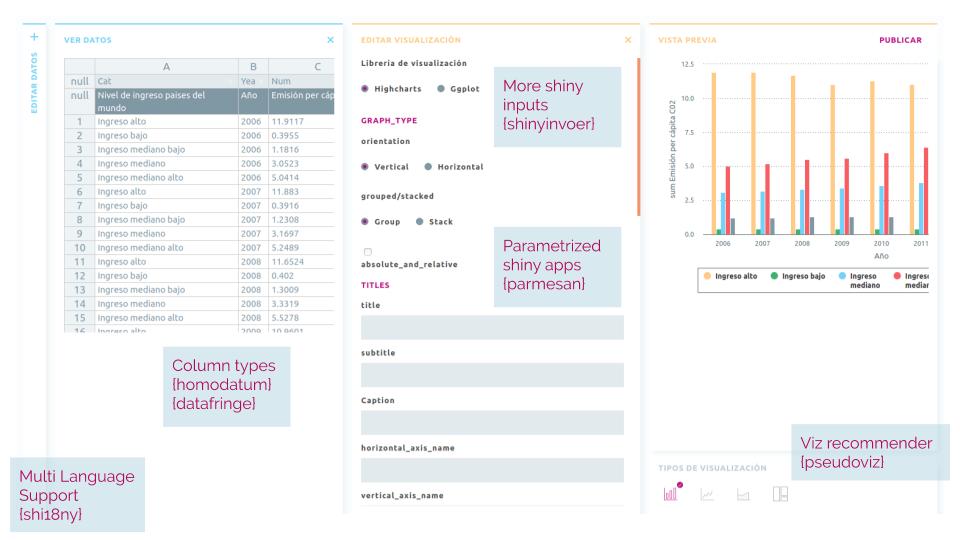 +
EDITAR DATOS
VER DATOS ×
A B C
null Cat Yea Num
null Nivel de ingreso paises del mundo Año Emisión per cáp
1 Ingreso alto 2006 11.9117
2 Ingreso bajo 2006 0.3955
3 Ingreso mediano bajo 2006 1.1816
4 Ingreso mediano 2006 3.0523
5 Ingreso mediano alto 2006 5.0414
6 Ingreso alto 2007 11.883
7 Ingreso bajo 2007 0.3916
8 Ingreso mediano bajo 2007 1.2308
9 Ingreso mediano 2007 3.1697
10 Ingreso mediano alto 2007 5.2489
11 Ingreso alto 2008 11.6524
12 Ingreso bajo 2008 0.402
13 Ingreso mediano bajo 2008 1.3009
14 Ingreso mediano 2008 3.3319
15 Ingreso mediano alto 2008 5.5278
16 Ingreso alto 2009 10.9601
Column types
{homodatum}
{datafringe}
Multi Language
Support
{shi18ny}
EDITAR VISUALIZACIÓN ×
Librería de visualización
Highcharts Ggplot
GRAPH_TYPE
orientation
Vertical Horizontal
grouped/stacked
Group Stack
absolute_and_relative
TITLES
title
subtitle
Caption
horizontal_axis_name
vertical_axis_name
More shiny
inputs
{shinyinvoer}
Parametrized
shiny apps
{parmesan}
VISTA PREVIA PUBLICAR
sum Emisión per cápita CO2
12.5
10.0
7.5
5.0
2.5
0.0
2006 2007 2008 2009 2010 2011
Año
Ingreso alto Ingreso bajo Ingreso mediano Ingreso median
Viz recommender
{pseudoviz}
TIPOS DE VISUALIZACIÓN